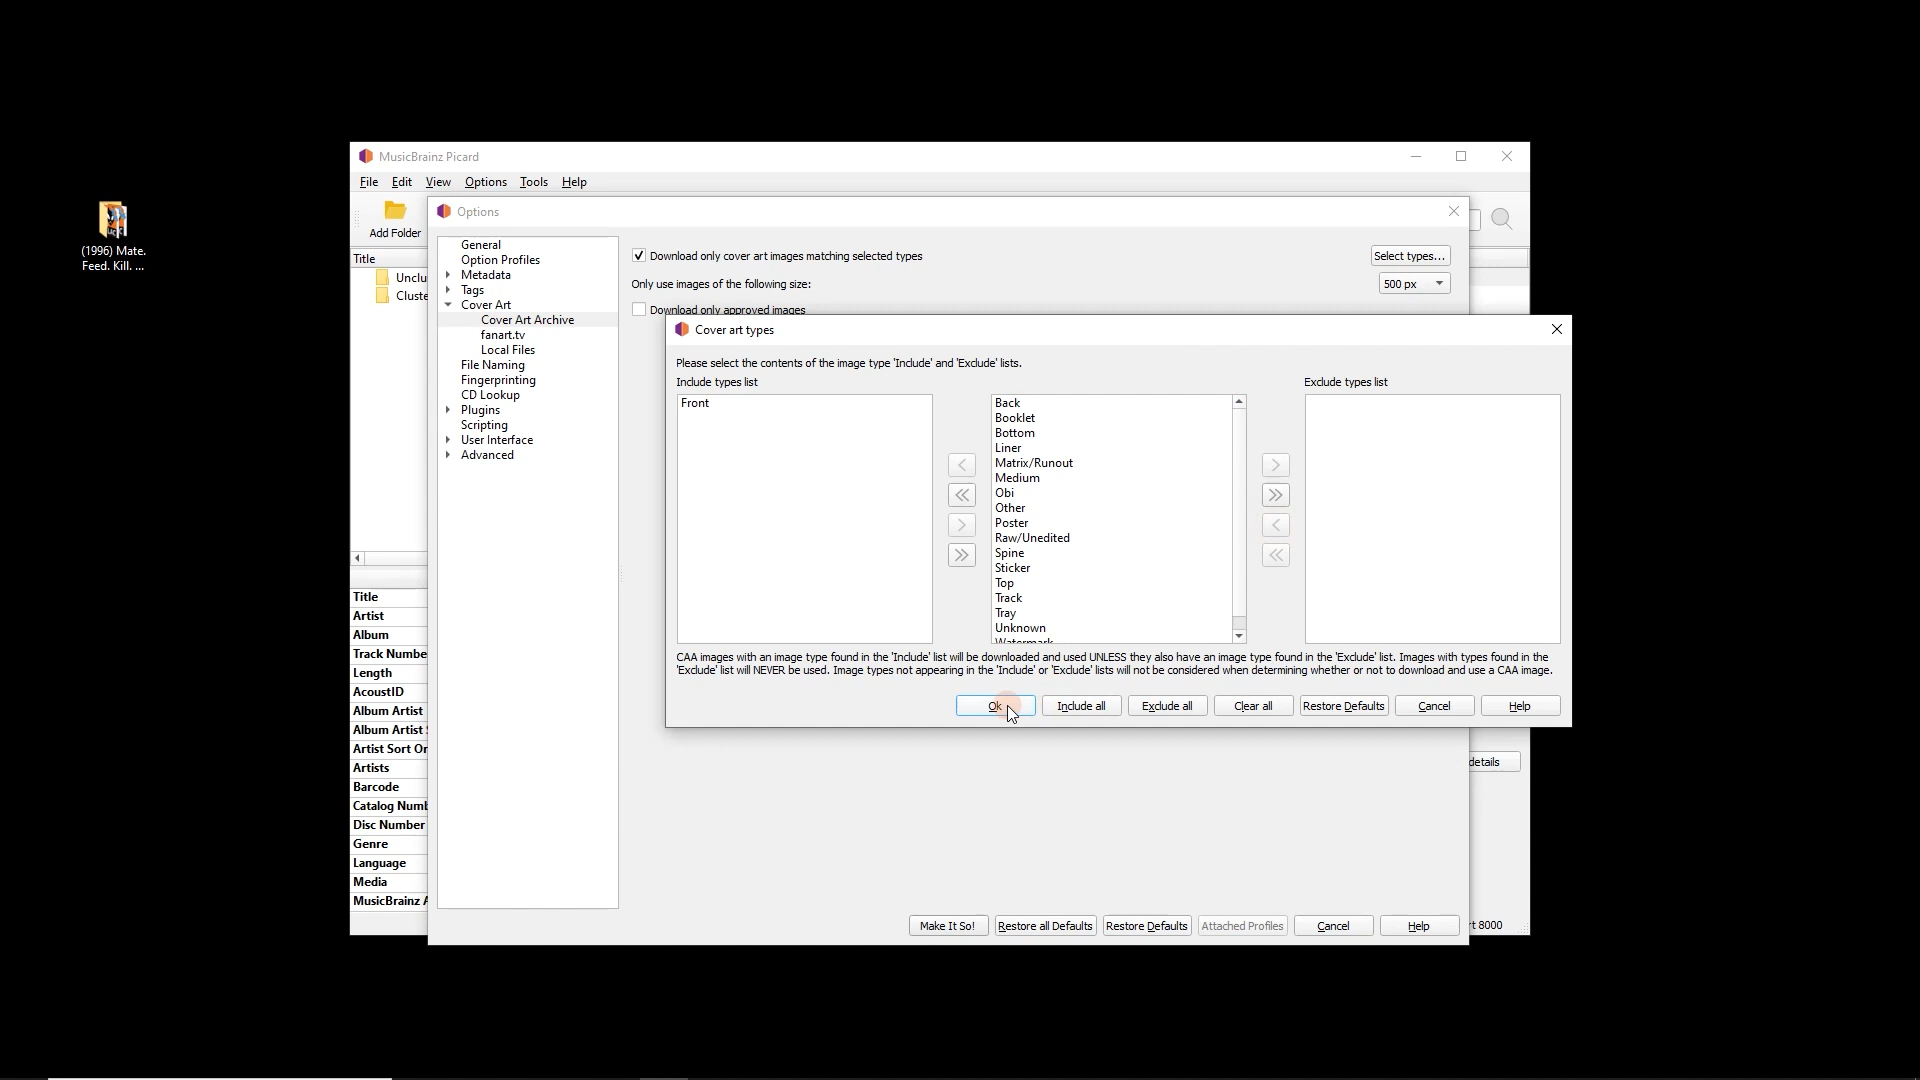 MusicBrainz Picard
File Edit View Options Tools Help
(1996) Mate.
Feed. Kill. ...
Add Folder
Title
Unclu
Cluste
Title
Artist
Album
Track Numbe
Length
AcoustID
Album Artist
Album Artist
Artist Sort Or
Artists
Barcode
Catalog Numb
Disc Number
Genre
Language
Media
MusicBrainz A
Options
General
Option Profiles
Metadata
Tags
Cover Art
Cover Art Archive
fanart.tv
Local Files
File Naming
Fingerprinting
CD Lookup
Plugins
Scripting
User Interface
Advanced
Download only cover art images matching selected types
Select types...
Only use images of the following size:
500 px
Download only approved images
Cover art types
Please select the contents of the image type 'Include' and 'Exclude' lists.
Include types list
Exclude types list
Front
Back
Booklet
Bottom
Liner
Matrix/Runout
Medium
Obi
Other
Poster
Raw/Unedited
Spine
Sticker
Top
Track
Tray
Unknown
Watermark
CAA images with an image type found in the 'Include' list will be downloaded and used UNLESS they also have an image type found in the 'Exclude' list. Images with types found in the
'Exclude' list will NEVER be used. Image types not appearing in the 'Include' or 'Exclude' lists will not be considered when determining whether or not to download and use a CAA image.
Ok Include all Exclude all Clear all Restore Defaults Cancel Help
details
Make It So! Restore all Defaults Restore Defaults Attached Profiles Cancel Help
t 8000